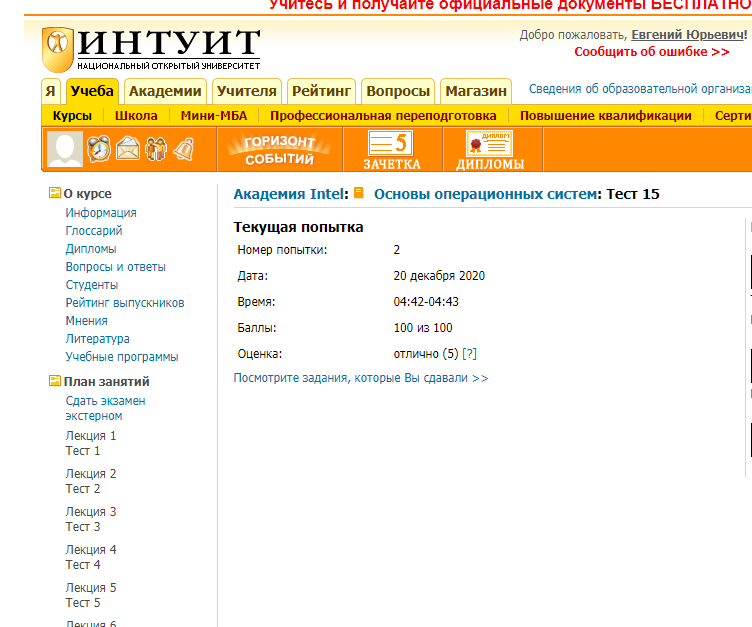 Учитесь и получайте официальные документы БЕСПЛАТНО
ИНТУИТ
НАЦИОНАЛЬНЫЙ ОТКРЫТЫЙ УНИВЕРСИТЕТ
Добро пожаловать, Евгений Юрьевич!
Сообщить об ошибке >>
Я Учеба Академии Учителя Рейтинг Вопросы Магазин Сведения об образовательной организа
Курсы Школа Мини-МБА Профессиональная переподготовка Повышение квалификации Серти
ГОРИЗОНТ СОБЫТИЙ
5
ЗАЧЕТКА
ДИПЛОМ
ДИПЛОМЫ
О курсе
Информация
Глоссарий
Дипломы
Вопросы и ответы
Студенты
Рейтинг выпускников
Мнения
Литература
Учебные программы
План занятий
Сдать экзамен
экстерном
Лекция 1
Тест 1
Лекция 2
Тест 2
Лекция 3
Тест 3
Лекция 4
Тест 4
Лекция 5
Тест 5
Лекция 6
Академия Intel: Основы операционных систем: Тест 15
Текущая попытка
Номер попытки: 2
Дата: 20 декабря 2020
Время: 04:42-04:43
Баллы: 100 из 100
Оценка: отлично (5) [?]
Посмотрите задания, которые Вы сдавали >>